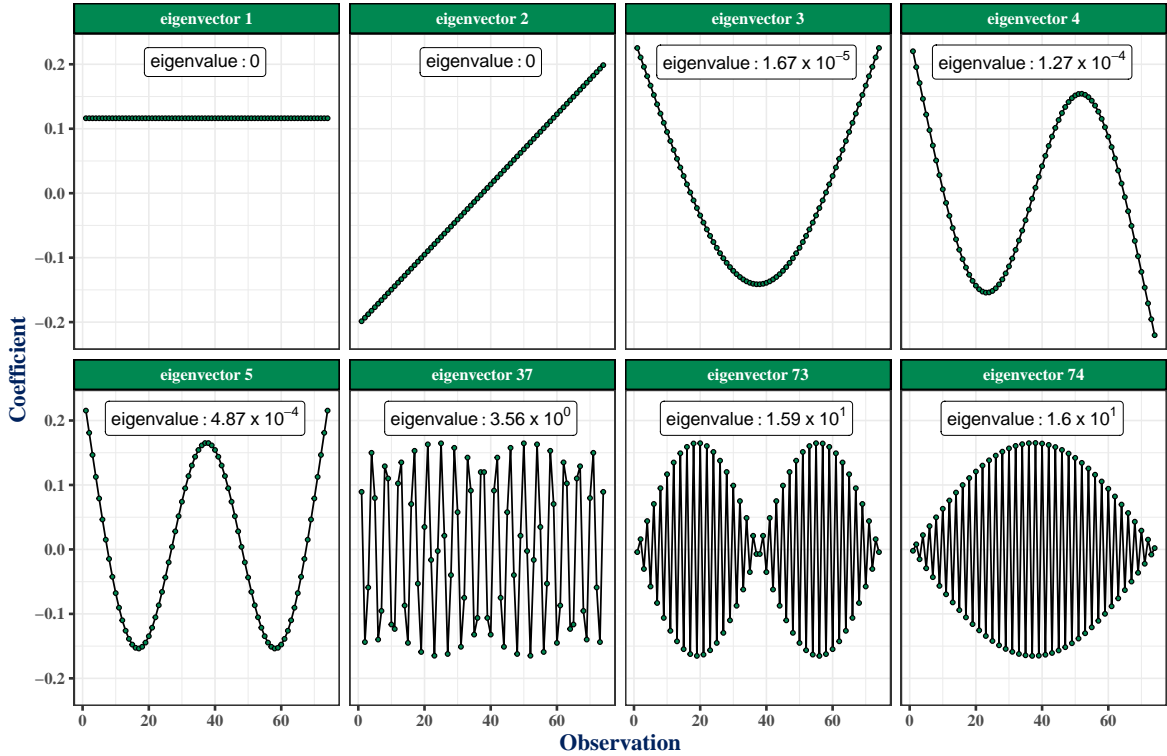 eigenvector 1
eigenvector 2
eigenvector 3
eigenvector 4
eigenvalue : 0
eigenvalue : 0
eigenvalue : 1.67 x 10⁻⁵
eigenvalue : 1.27 x 10⁻⁴
0.2
0.1
0.0
−0.1
−0.2
Coefficient
eigenvector 5
eigenvector 37
eigenvector 73
eigenvector 74
eigenvalue : 4.87 x 10⁻⁴
eigenvalue : 3.56 x 10⁰
eigenvalue : 1.59 x 10¹
eigenvalue : 1.6 x 10¹
0.2
0.1
0.0
−0.1
−0.2
0 20 40 60
0 20 40 60
0 20 40 60
0 20 40 60
Observation